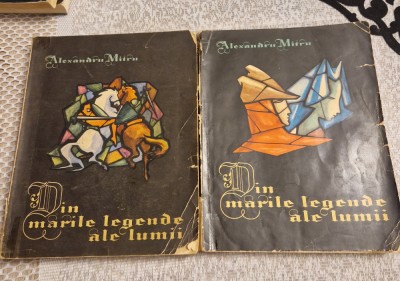 Alexandru Mitru
Din
marile legende
ale lumii
Alexandru Mitru
Din
marile legende
ale lumii